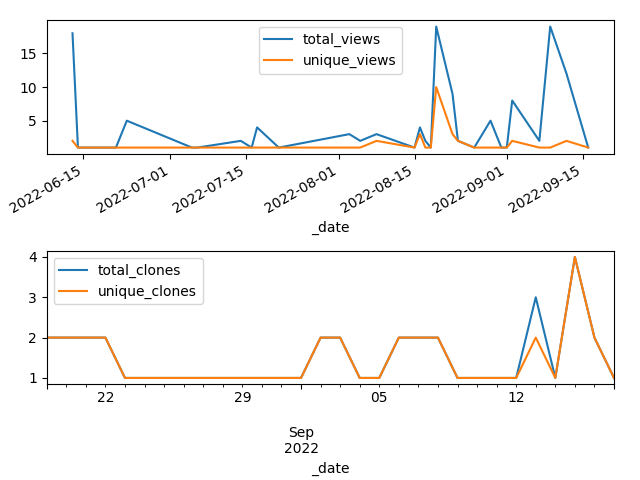 total_views
unique_views
15
10
5
2022-06-15
2022-07-01
2022-07-15
2022-08-01
2022-08-15
2022-09-01
2022-09-15
_date
total_clones
unique_clones
4
3
2
1
22 29 05 12
Sep
2022
_date